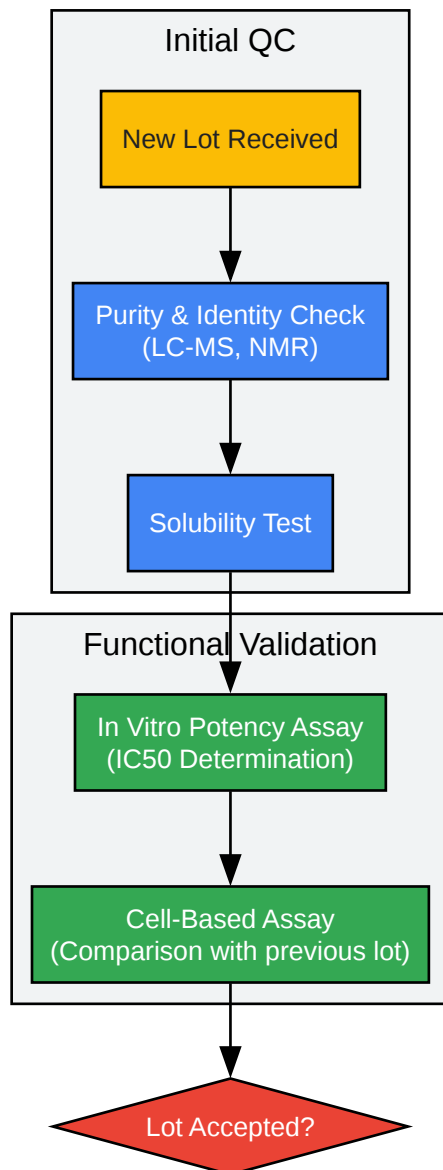 Initial QC
New Lot Received
Purity & Identity Check
(LC-MS, NMR)
Solubility Test
Functional Validation
In Vitro Potency Assay
(IC50 Determination)
Cell-Based Assay
(Comparison with previous lot)
Lot Accepted?